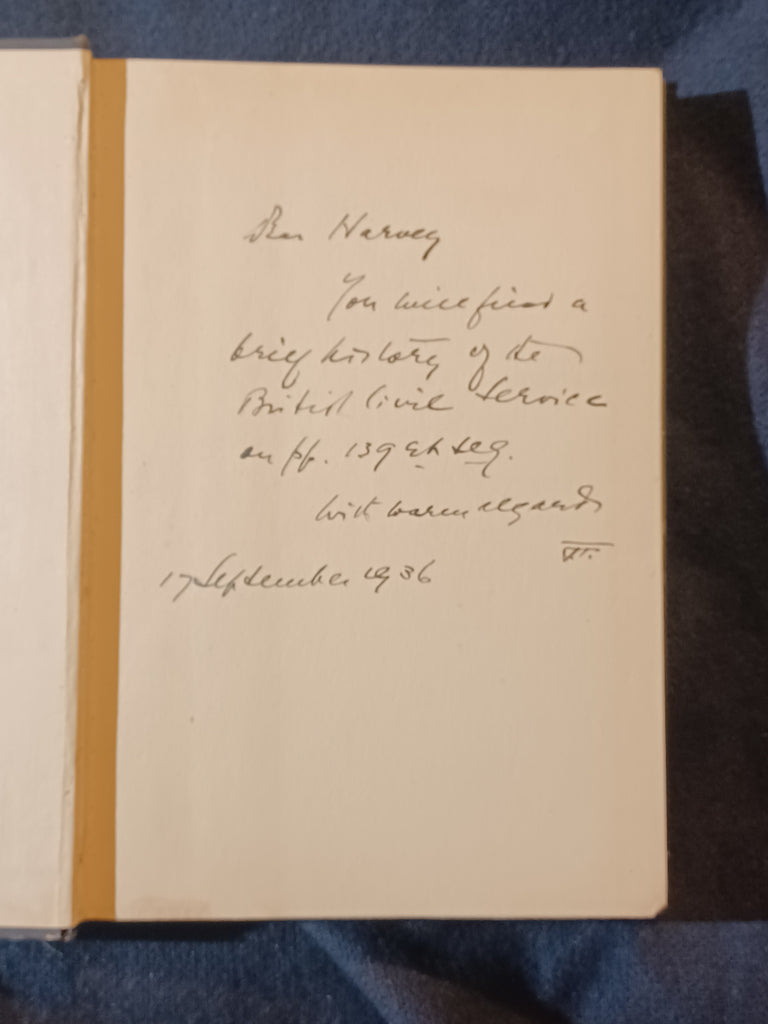 Dear Harvey
You will find a
brief history of the
British Civil Service
on pp. 139 et seq.
With warm regards
17 September 1936